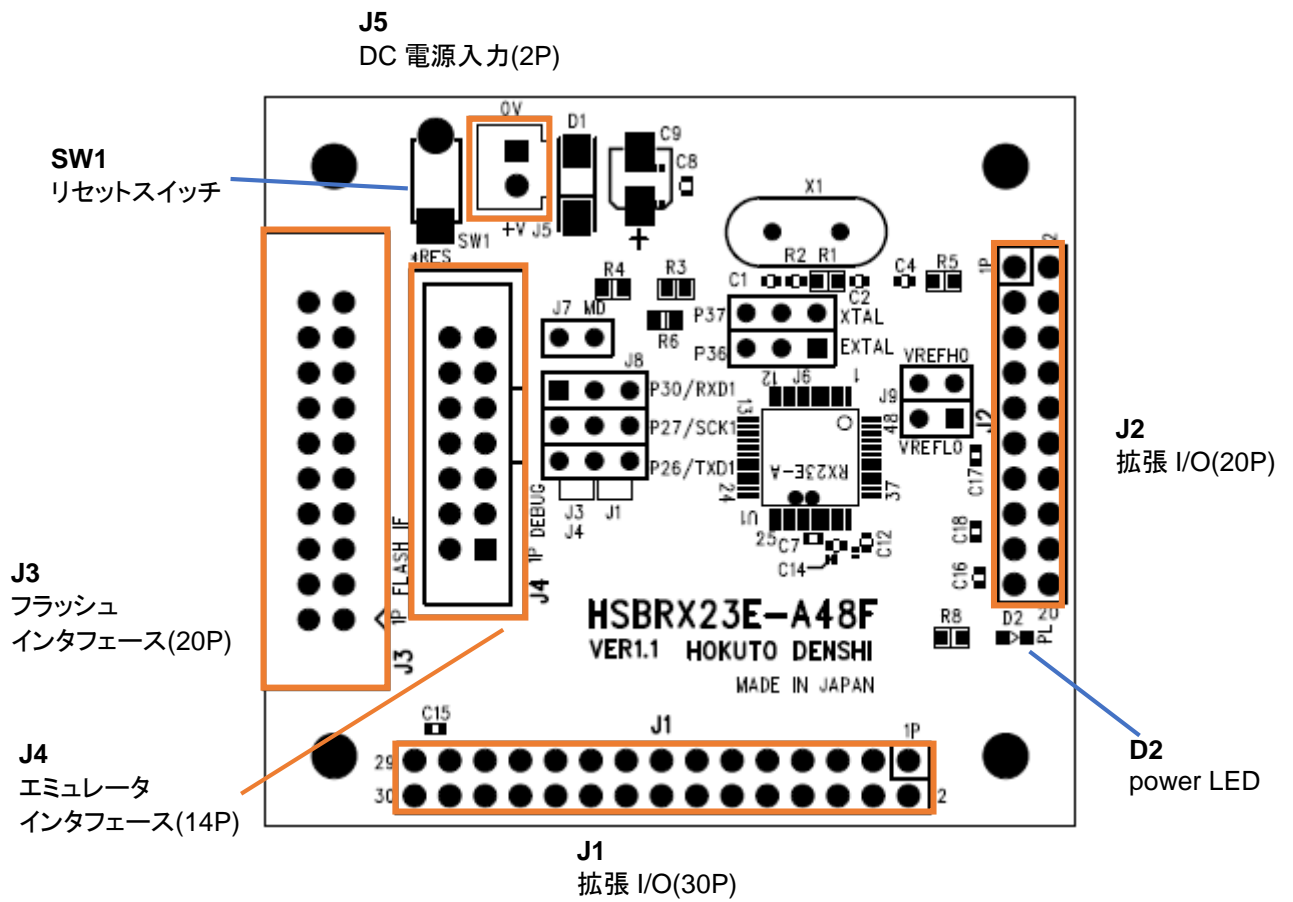 J5
DC 電源入力(2P)
SW1
リセットスイッチ
0V
D1
C9
C8
+V
J5
SW1
*RES
X1
R4
R3
C1
R2
R1
C2
C4
R5
1P
2
J7
MD
R6
P37
XTAL
P36
EXTAL
J8
12
J6
1
VREFH0
J9
VREFL0
J2
P30/RXD1
P27/SCK1
P26/TXD1
J3
J4
J1
13
48
RX23E-A
24
37
U1
25
C7
C14
C12
C17
C18
C16
J2
拡張 I/O(20P)
J3
フラッシュ
インタフェース(20P)
1P FLASH IF
J3
1P DEBUG
J4
HSBRX23E-A48F
VER1.1 HOKUTO DENSHI
MADE IN JAPAN
R8
D2
PL
20
J4
エミュレータ
インタフェース(14P)
C15
J1
1P
29
30
2
D2
power LED
J1
拡張 I/O(30P)